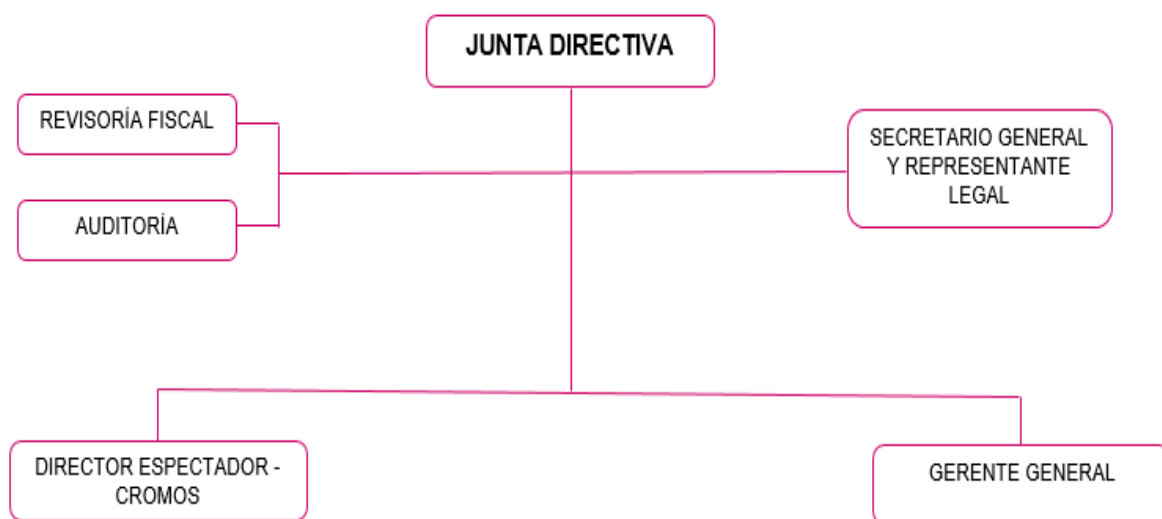 JUNTA DIRECTIVA
REVISORÍA FISCAL
SECRETARIO GENERAL
Y REPRESENTANTE
LEGAL
AUDITORÍA
DIRECTOR ESPECTADOR -
CROMOS
GERENTE GENERAL